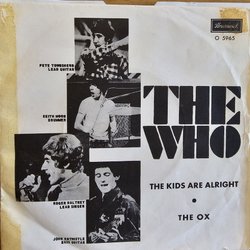 Brunswick
O 5965
PETE TOWNSHEND
LEAD GUITAR
KEITH MOON
DRUMMER
THE
WHO
ROGER DALTREY
LEAD SINGER
THE KIDS ARE ALRIGHT
•
THE OX
JOHN ENTWISTLE
BASS GUITAR